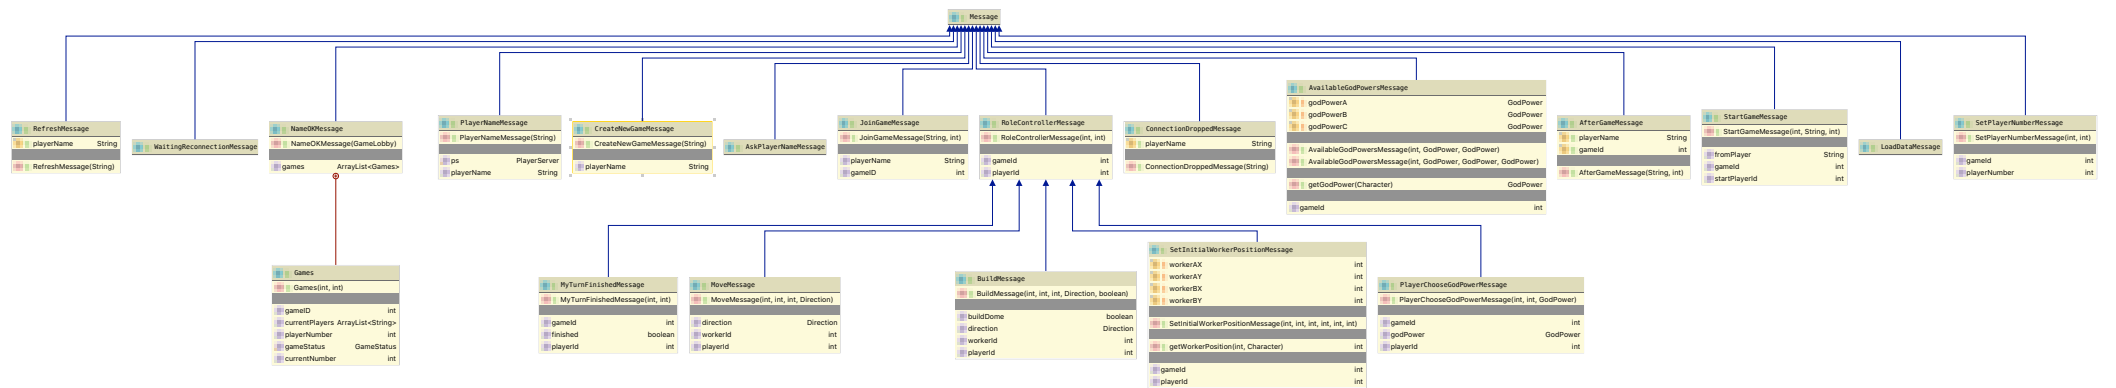 Message
RefreshMessage
playerName String
RefreshMessage(String)
WaitingReconnectionMessage
NameOKMessage
NameOKMessage(GameLobby)
games ArrayList<Games>
PlayerNameMessage
PlayerNameMessage(String)
ps PlayerServer
playerName String
CreateNewGameMessage
CreateNewGameMessage(String)
playerName String
AskPlayerNameMessage
JoinGameMessage
JoinGameMessage(String, int)
playerName String
gameID int
RoleControllerMessage
RoleControllerMessage(int, int)
gameId int
playerId int
ConnectionDroppedMessage
playerName String
ConnectionDroppedMessage(String)
AvailableGodPowersMessage
godPowerA GodPower
godPowerB GodPower
godPowerC GodPower
AvailableGodPowersMessage(int, GodPower, GodPower)
AvailableGodPowersMessage(int, GodPower, GodPower, GodPower)
getGodPower(Character) GodPower
gameId int
AfterGameMessage
playerName String
gameId int
AfterGameMessage(String, int)
StartGameMessage
StartGameMessage(int, String, int)
fromPlayer String
gameId int
startPlayerId int
LoadDataMessage
SetPlayerNumberMessage
SetPlayerNumberMessage(int, int)
gameId int
playerNumber int
Games
Games(int, int)
gameID int
currentPlayers ArrayList<String>
playerNumber int
gameStatus GameStatus
currentNumber int
MyTurnFinishedMessage
MyTurnFinishedMessage(int, int)
gameId int
finished boolean
playerId int
MoveMessage
MoveMessage(int, int, int, Direction)
direction Direction
workerId int
playerId int
BuildMessage
BuildMessage(int, int, int, Direction, boolean)
buildDome boolean
direction Direction
workerId int
playerId int
SetInitialWorkerPositionMessage
workerAX int
workerAY int
workerBX int
workerBY int
SetInitialWorkerPositionMessage(int, int, int, int, int, int)
getWorkerPosition(int, Character) int
gameId int
playerId int
PlayerChooseGodPowerMessage
PlayerChooseGodPowerMessage(int, int, GodPower)
gameId int
godPower GodPower
playerId int